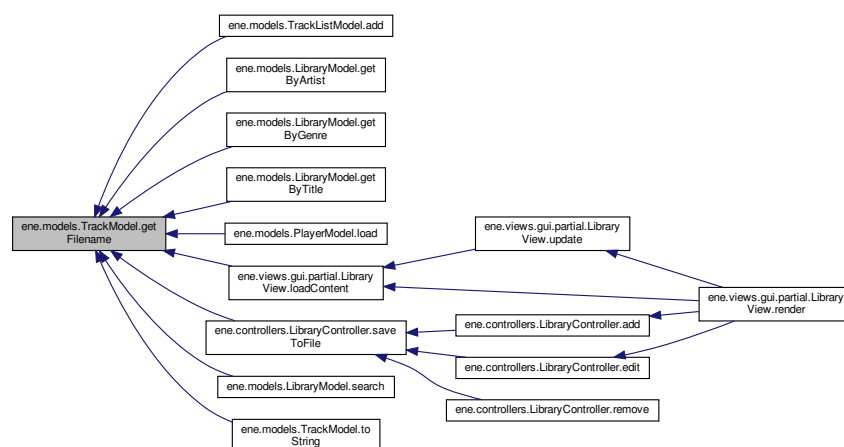 ene.models.TrackModel.get
Filename
ene.models.TrackListModel.add
ene.models.LibraryModel.get
ByArtist
ene.models.LibraryModel.get
ByGenre
ene.models.LibraryModel.get
ByTitle
ene.models.PlayerModel.load
ene.views.gui.partial.Library
View.loadContent
ene.controllers.LibraryController.save
ToFile
ene.models.LibraryModel.search
ene.models.TrackModel.to
String
ene.views.gui.partial.Library
View.update
ene.controllers.LibraryController.add
ene.controllers.LibraryController.edit
ene.controllers.LibraryController.remove
ene.views.gui.partial.Library
View.render